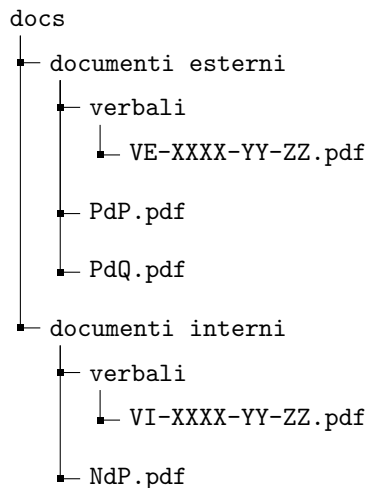 docs
documenti esterni
verbali
VE-XXXX-YY-ZZ.pdf
PdP.pdf
PdQ.pdf
documenti interni
verbali
VI-XXXX-YY-ZZ.pdf
NdP.pdf